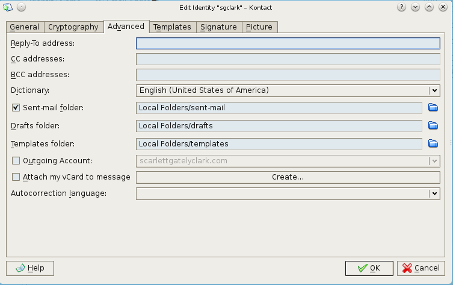 Edit Identity "sgclark" – Kontact
General Cryptography Advanced Templates Signature Picture
Reply-To address:
CC addresses:
BCC addresses:
Dictionary: English (United States of America)
Sent-mail folder: Local Folders/sent-mail
Drafts folder: Local Folders/drafts
Templates folder: Local Folders/templates
Outgoing Account: scarlettgatelyclark.com
Attach my vCard to message Create...
Autocorrection language:
Help OK Cancel